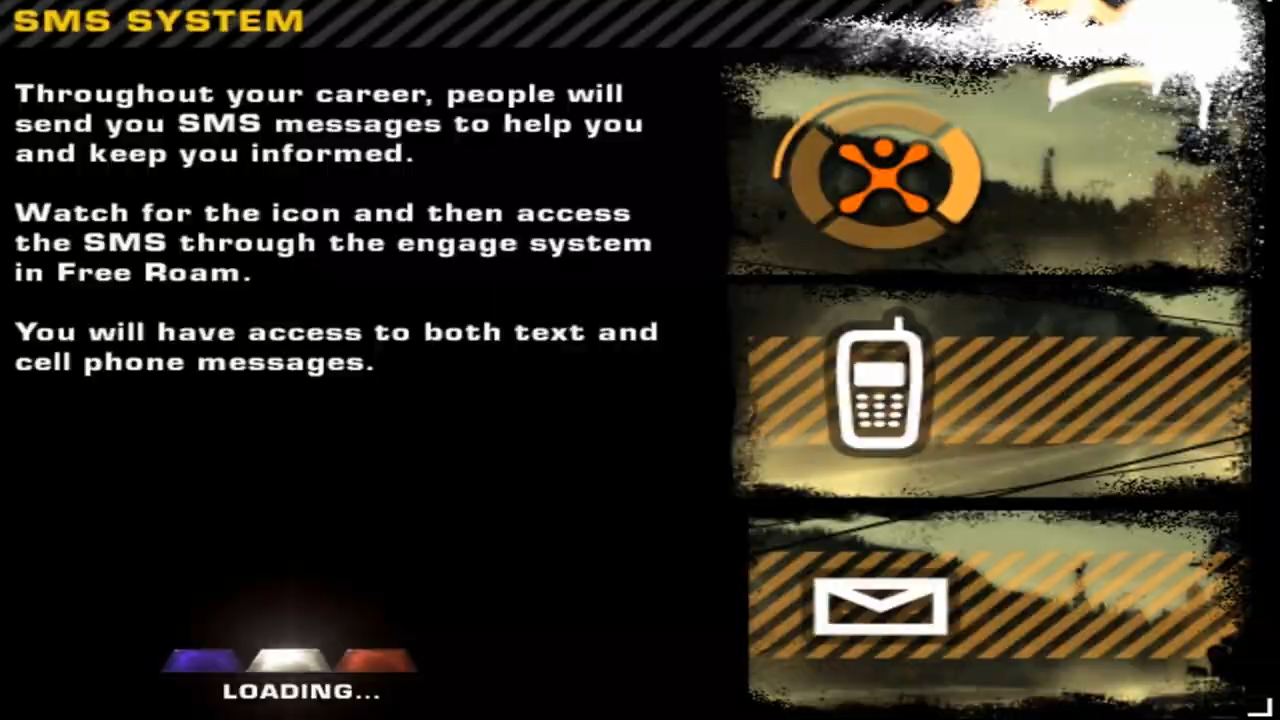 SMS SYSTEM
Throughout your career, people will
send you SMS messages to help you
and keep you informed.
Watch for the icon and then access
the SMS through the engage system
in Free Roam.
You will have access to both text and
cell phone messages.
LOADING...